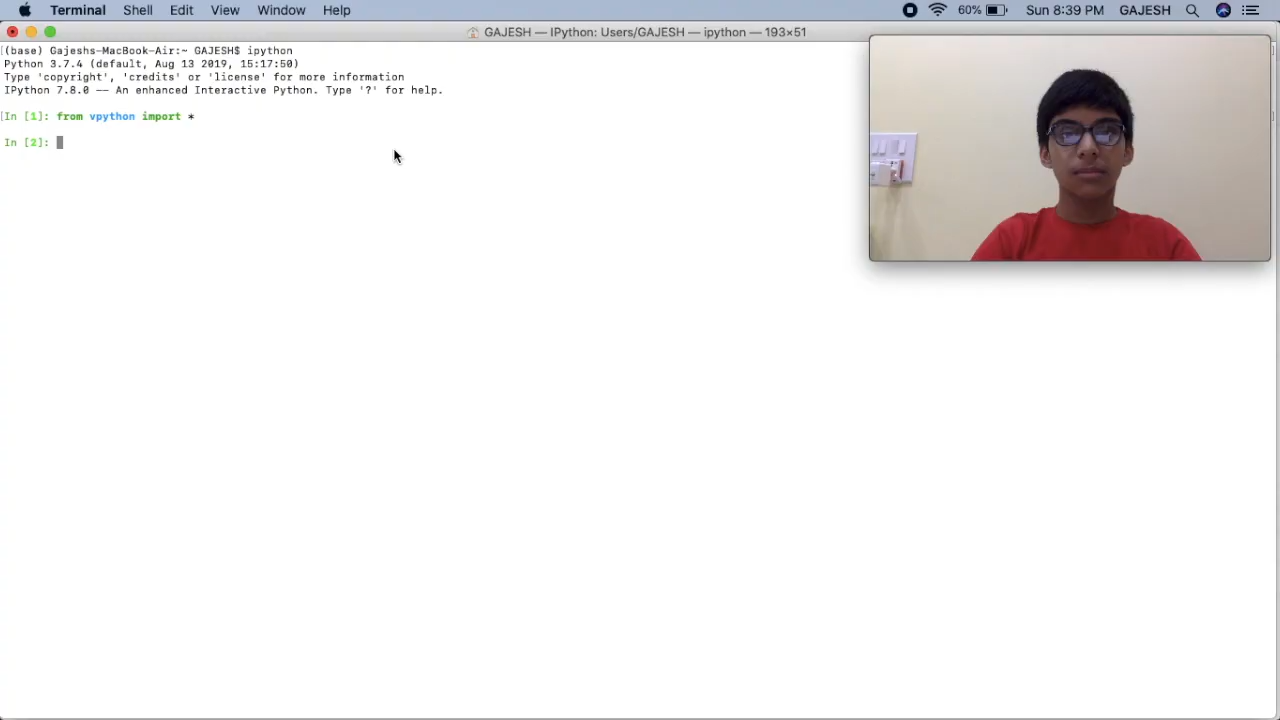 Terminal Shell Edit View Window Help 60% Sun 8:39 PM GAJESH
GAJESH — IPython: Users/GAJESH — ipython — 193×51
[(base) Gajeshs-MacBook-Air:~ GAJESH$ ipython
Python 3.7.4 (default, Aug 13 2019, 15:17:50)
Type 'copyright', 'credits' or 'license' for more information
IPython 7.8.0 -- An enhanced Interactive Python. Type '?' for help.
[In [1]: from vpython import *
In [2]: